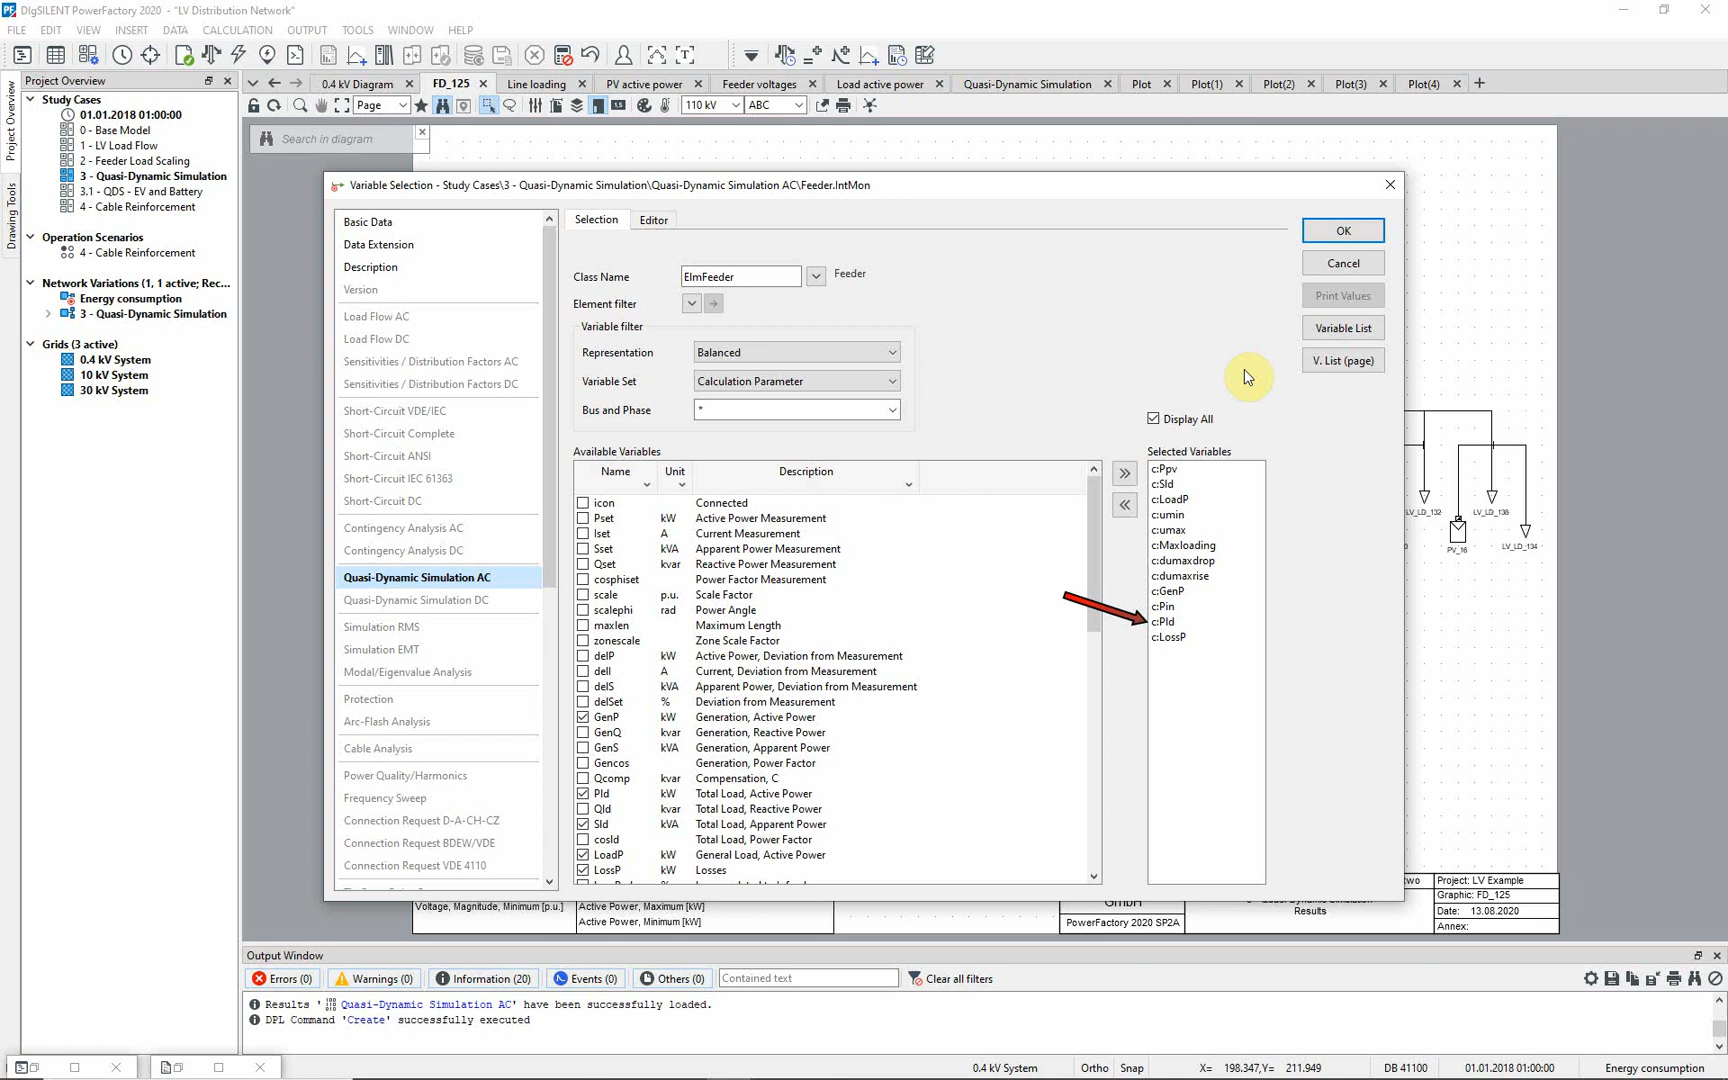 DIgSILENT PowerFactory 2020 - "LV Distribution Network"
FILE EDIT VIEW INSERT DATA CALCULATION OUTPUT TOOLS WINDOW HELP
Project Overview
Drawing Tools
Project Overview
Study Cases
01.01.2018 01:00:00
0 - Base Model
1 - LV Load Flow
2 - Feeder Load Scaling
3 - Quasi-Dynamic Simulation
3.1 - QDS - EV and Battery
4 - Cable Reinforcement
Operation Scenarios
4 - Cable Reinforcement
Network Variations (1, 1 active; Rec...
Energy consumption
3 - Quasi-Dynamic Simulation
Grids (3 active)
0.4 kV System
10 kV System
30 kV System
0.4 kV Diagram FD_125 Line loading PV active power Feeder voltages Load active power Quasi-Dynamic Simulation Plot Plot(1) Plot(2) Plot(3) Plot(4)
Page 110 kV ABC
Search in diagram
Variable Selection - Study Cases\3 - Quasi-Dynamic Simulation\Quasi-Dynamic Simulation AC\Feeder.IntMon
Basic Data
Data Extension
Description
Version
Load Flow AC
Load Flow DC
Sensitivities / Distribution Factors AC
Sensitivities / Distribution Factors DC
Short-Circuit VDE/IEC
Short-Circuit Complete
Short-Circuit ANSI
Short-Circuit IEC 61363
Short-Circuit DC
Contingency Analysis AC
Contingency Analysis DC
Quasi-Dynamic Simulation AC
Quasi-Dynamic Simulation DC
Simulation RMS
Simulation EMT
Modal/Eigenvalue Analysis
Protection
Arc-Flash Analysis
Cable Analysis
Power Quality/Harmonics
Frequency Sweep
Connection Request D-A-CH-CZ
Connection Request BDEW/VDE
Connection Request VDE 4110
Selection Editor
Class Name ElmFeeder Feeder
Element filter
Variable filter
Representation Balanced
Variable Set Calculation Parameter
Bus and Phase *
OK
Cancel
Print Values
Variable List
V. List (page)
Display All
Available Variables
Name Unit Description
icon Connected
Pset kW Active Power Measurement
Iset A Current Measurement
Sset kVA Apparent Power Measurement
Qset kvar Reactive Power Measurement
cosphiset Power Factor Measurement
scale p.u. Scale Factor
scalephi rad Power Angle
maxlen Maximum Length
zonescale Zone Scale Factor
delP kW Active Power, Deviation from Measurement
delI A Current, Deviation from Measurement
delS kVA Apparent Power, Deviation from Measurement
delSet % Deviation from Measurement
GenP kW Generation, Active Power
GenQ kvar Generation, Reactive Power
GenS kVA Generation, Apparent Power
Gencos Generation, Power Factor
Qcomp kvar Compensation, C
Pld kW Total Load, Active Power
Qld kvar Total Load, Reactive Power
Sld kVA Total Load, Apparent Power
cosld Total Load, Power Factor
LoadP kW General Load, Active Power
LossP kW Losses
Selected Variables
c:Ppv
c:Sld
c:LoadP
c:umin
c:umax
c:Maxloading
c:dumaxdrop
c:dumaxrise
c:GenP
c:Pin
c:Pld
c:LossP
LV_LD_132 LV_LD_136
PV_16 LV_LD_134
Voltage, Magnitude, Minimum [p.u.]
Active Power, Maximum [kW]
Active Power, Minimum [kW]
GmbH
PowerFactory 2020 SP2A
Results
Project: LV Example
Graphic: FD_125
Date: 13.08.2020
Annex:
Output Window
Errors (0) Warnings (0) Information (20) Events (0) Others (0) Contained text Clear all filters
Results 'Quasi-Dynamic Simulation AC' have been successfully loaded.
DPL Command 'Create' successfully executed
0.4 kV System Ortho Snap X= 198.347,Y= 211.949 DB 41100 01.01.2018 01:00:00 Energy consumption